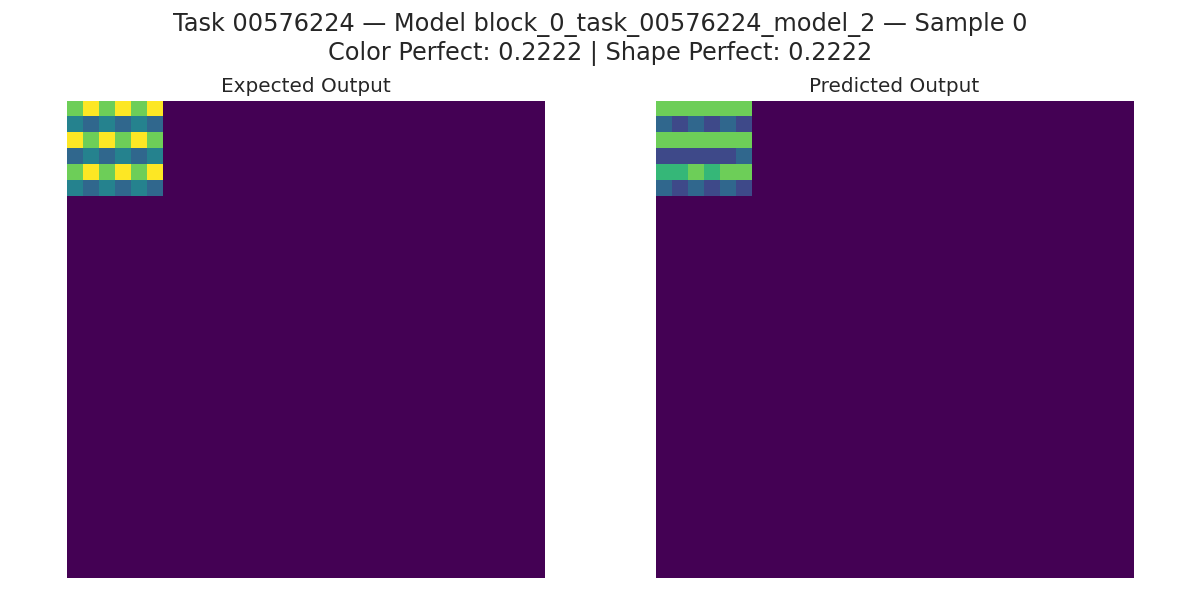 Task 00576224 — Model block_0_task_00576224_model_2 — Sample 0
Color Perfect: 0.2222 | Shape Perfect: 0.2222
Expected Output
Predicted Output